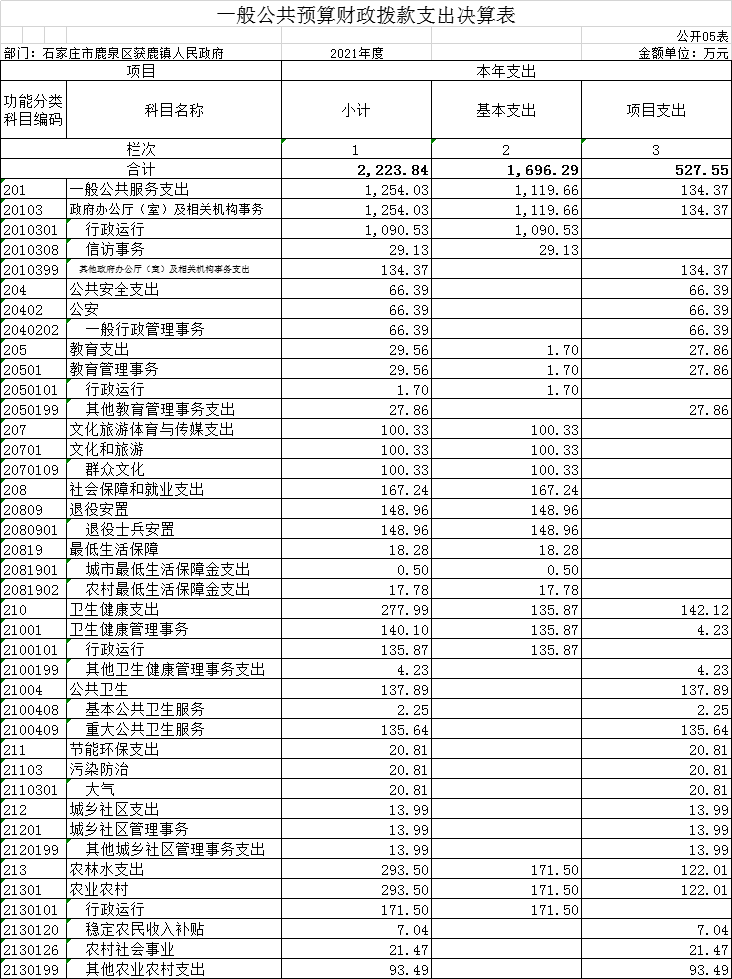 一般公共预算财政拨款支出决算表
公开05表
部门：石家庄市鹿泉区获鹿镇人民政府 2021年度 金额单位：万元
项目 本年支出
功能分类科目编码 科目名称 小计 基本支出 项目支出
栏次 1 2 3
合计 2,223.84 1,696.29 527.55
201 一般公共服务支出 1,254.03 1,119.66 134.37
20103 政府办公厅（室）及相关机构事务 1,254.03 1,119.66 134.37
2010301 行政运行 1,090.53 1,090.53
2010308 信访事务 29.13 29.13
2010399 其他政府办公厅（室）及相关机构事务支出 134.37 134.37
204 公共安全支出 66.39 66.39
20402 公安 66.39 66.39
2040202 一般行政管理事务 66.39 66.39
205 教育支出 29.56 1.70 27.86
20501 教育管理事务 29.56 1.70 27.86
2050101 行政运行 1.70 1.70
2050199 其他教育管理事务支出 27.86 27.86
207 文化旅游体育与传媒支出 100.33 100.33
20701 文化和旅游 100.33 100.33
2070109 群众文化 100.33 100.33
208 社会保障和就业支出 167.24 167.24
20809 退役安置 148.96 148.96
2080901 退役士兵安置 148.96 148.96
20819 最低生活保障 18.28 18.28
2081901 城市最低生活保障金支出 0.50 0.50
2081902 农村最低生活保障金支出 17.78 17.78
210 卫生健康支出 277.99 135.87 142.12
21001 卫生健康管理事务 140.10 135.87 4.23
2100101 行政运行 135.87 135.87
2100199 其他卫生健康管理事务支出 4.23 4.23
21004 公共卫生 137.89 137.89
2100408 基本公共卫生服务 2.25 2.25
2100409 重大公共卫生服务 135.64 135.64
211 节能环保支出 20.81 20.81
21103 污染防治 20.81 20.81
2110301 大气 20.81 20.81
212 城乡社区支出 13.99 13.99
21201 城乡社区管理事务 13.99 13.99
2120199 其他城乡社区管理事务支出 13.99 13.99
213 农林水支出 293.50 171.50 122.01
21301 农业农村 293.50 171.50 122.01
2130101 行政运行 171.50 171.50
2130120 稳定农民收入补贴 7.04 7.04
2130126 农村社会事业 21.47 21.47
2130199 其他农业农村支出 93.49 93.49